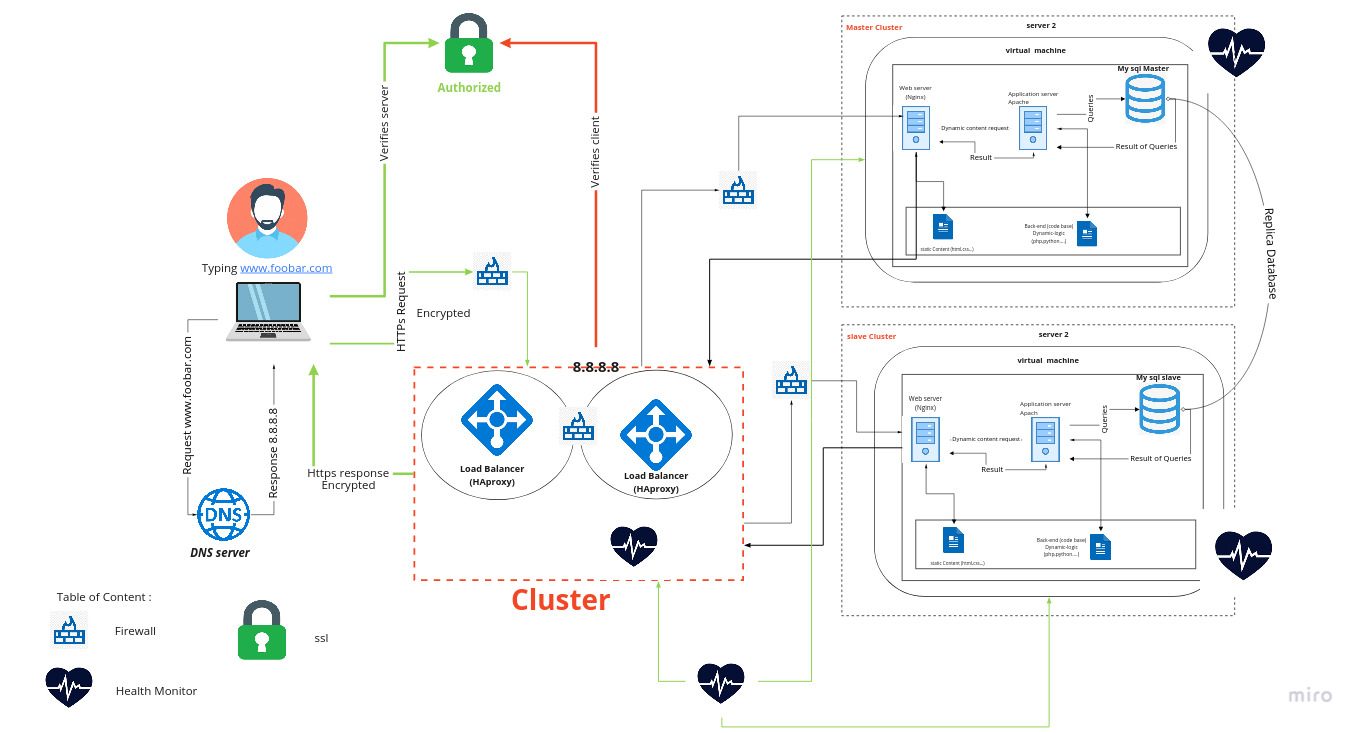 Authorized
Verifies server
Verifies client
Typing www.foobar.com
HTTPs Request
Encrypted
Request www.foobar.com
Response 8.8.8.8
DNS
DNS server
Https response
Encrypted
8.8.8.8
Load Balancer
(HAproxy)
Load Balancer
(HAproxy)
Cluster
Master Cluster
server 2
virtual machine
My sql Master
Web server
(Nginx)
Application server
Apache
Queries
Dynamic content request
Result
Result of Queries
static Content (html,css...)
Back-end (code base)
Dynamic-logic
(php,python....)
Replica Database
slave Cluster
server 2
virtual machine
My sql slave
Web server
(Nginx)
Application server
Apach
Queries
Dynamic content request
Result
Result of Queries
static Content (html,css...)
Back-end (code base)
Dynamic-logic
(php,python....)
Table of Content :
Firewall
ssl
Health Monitor
miro